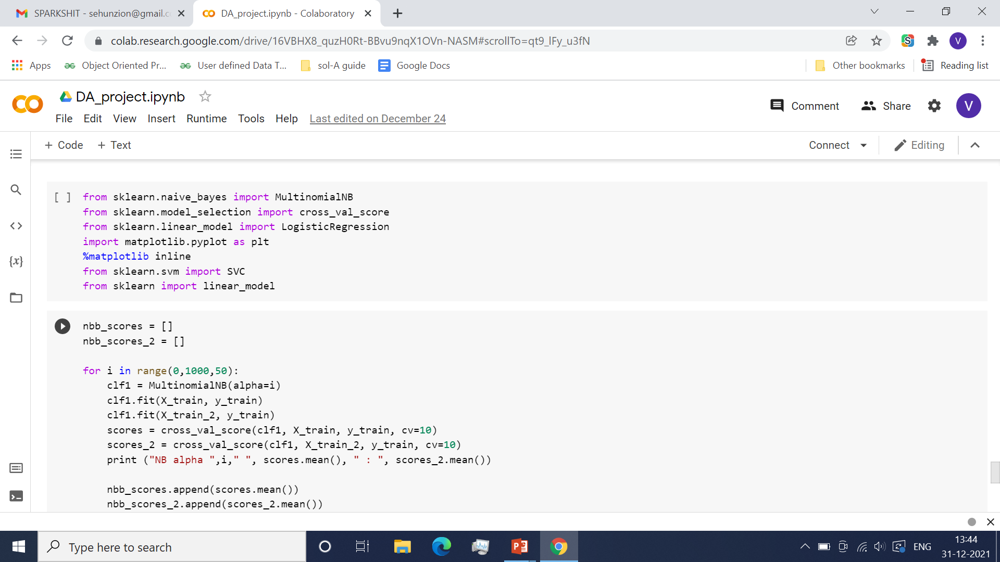 SPARKSHIT - sehunzion@gmail.c
DA_project.ipynb - Colaboratory
colab.research.google.com/drive/16VBHX8_quzH0Rt-BBvu9nqX1OVn-NASM#scrollTo=qt9_lFy_u3fN
S
V
Apps
Object Oriented Pr...
User defined Data T...
sol-A guide
Google Docs
Other bookmarks
Reading list
DA_project.ipynb
Comment
Share
V
File Edit View Insert Runtime Tools Help Last edited on December 24
+ Code + Text
Connect
Editing
[ ] from sklearn.naive_bayes import MultinomialNB
from sklearn.model_selection import cross_val_score
from sklearn.linear_model import LogisticRegression
import matplotlib.pyplot as plt
%matplotlib inline
from sklearn.svm import SVC
from sklearn import linear_model
nbb_scores = []
nbb_scores_2 = []
for i in range(0,1000,50):
clf1 = MultinomialNB(alpha=i)
clf1.fit(X_train, y_train)
clf1.fit(X_train_2, y_train)
scores = cross_val_score(clf1, X_train, y_train, cv=10)
scores_2 = cross_val_score(clf1, X_train_2, y_train, cv=10)
print ("NB alpha ",i," ", scores.mean(), " : ", scores_2.mean())
nbb_scores.append(scores.mean())
nbb_scores_2.append(scores_2.mean())
Type here to search
ENG
13:44
31-12-2021